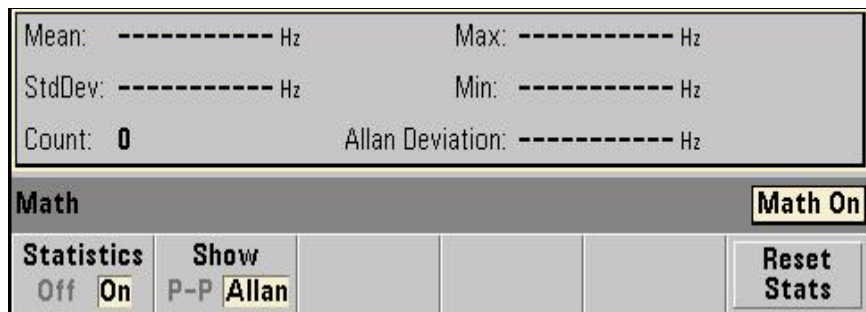 Mean: ----------- Hz Max: ----------- Hz
StdDev: ----------- Hz Min: ----------- Hz
Count: 0 Allan Deviation: ----------- Hz
Math Math On
Statistics Show Reset
Off On P-P Allan Stats